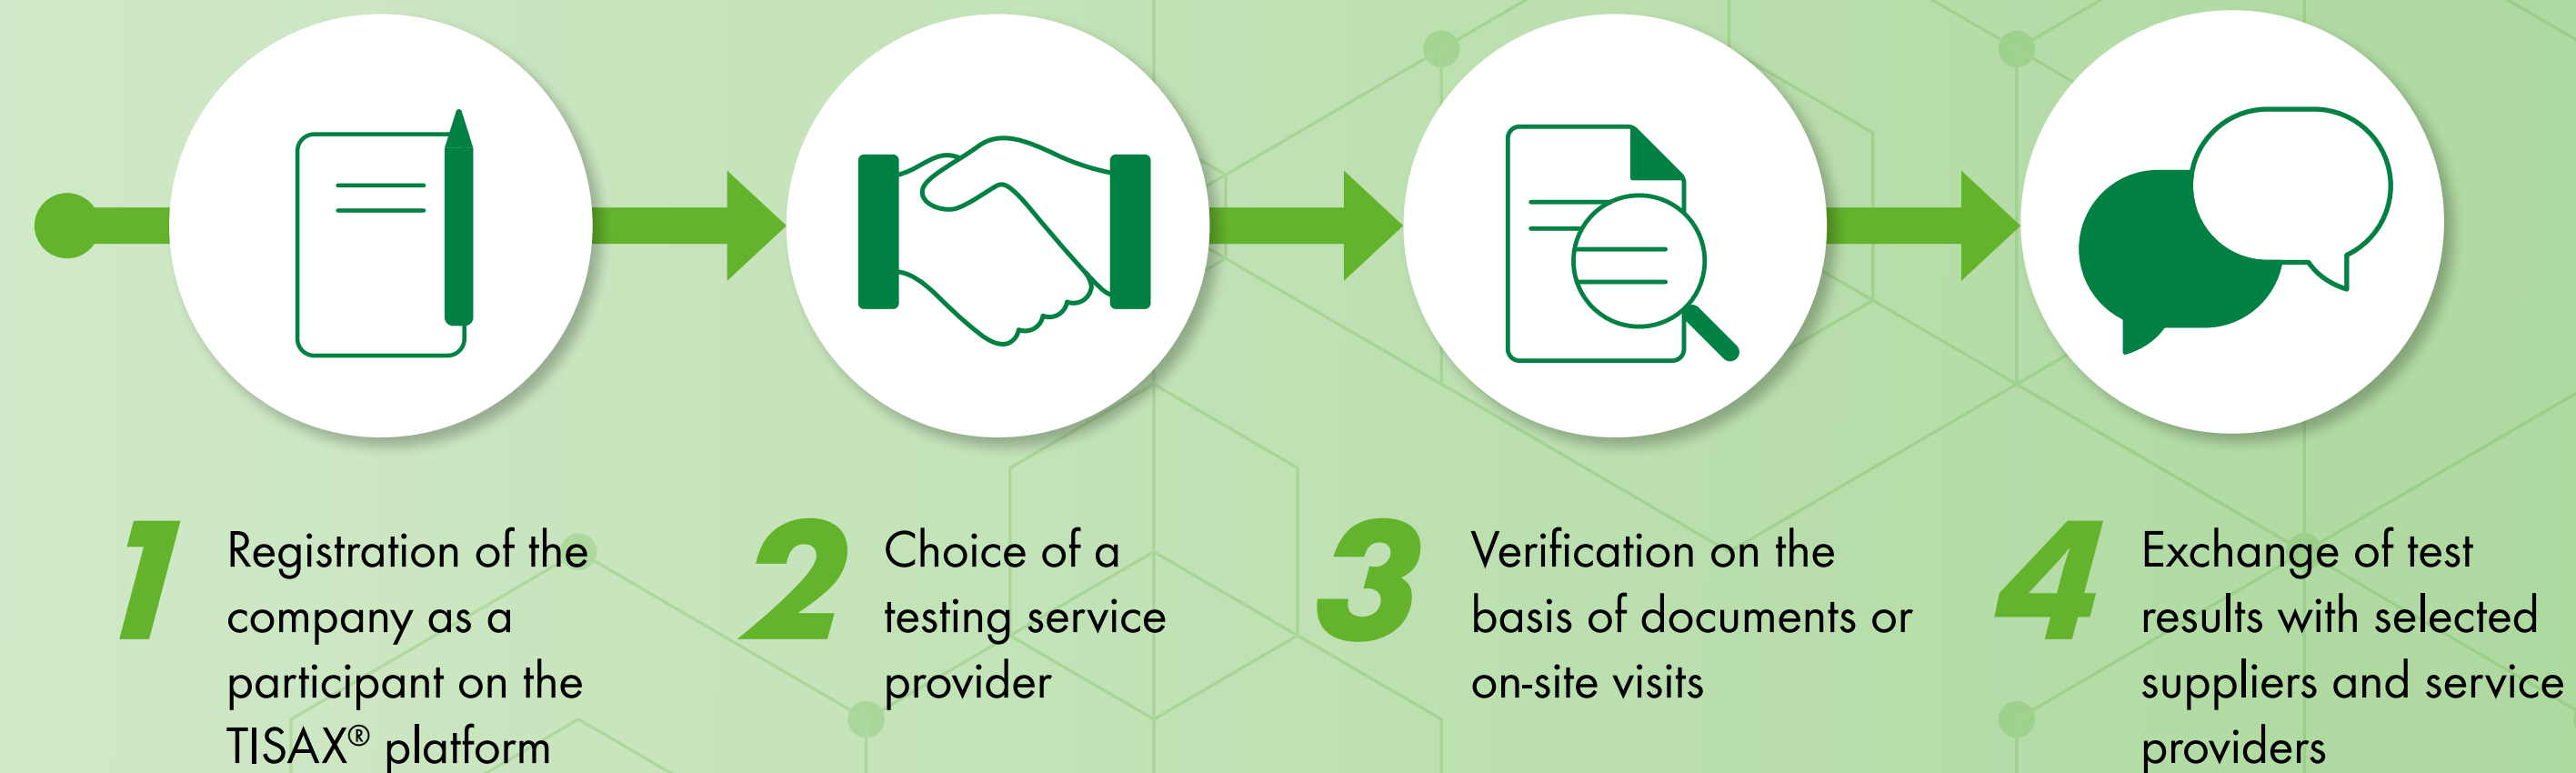 1
Registration of the
company as a
participant on the
TISAX® platform
2
Choice of a
testing service
provider
3
Verification on the
basis of documents or
on-site visits
4
Exchange of test
results with selected
suppliers and service
providers